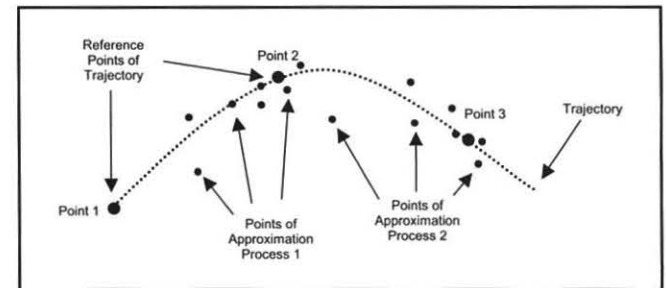 Reference
Points of
Trajectory
Point 2
Point 3
Trajectory
Point 1
Points of
Approximation
Process 1
Points of
Approximation
Process 2